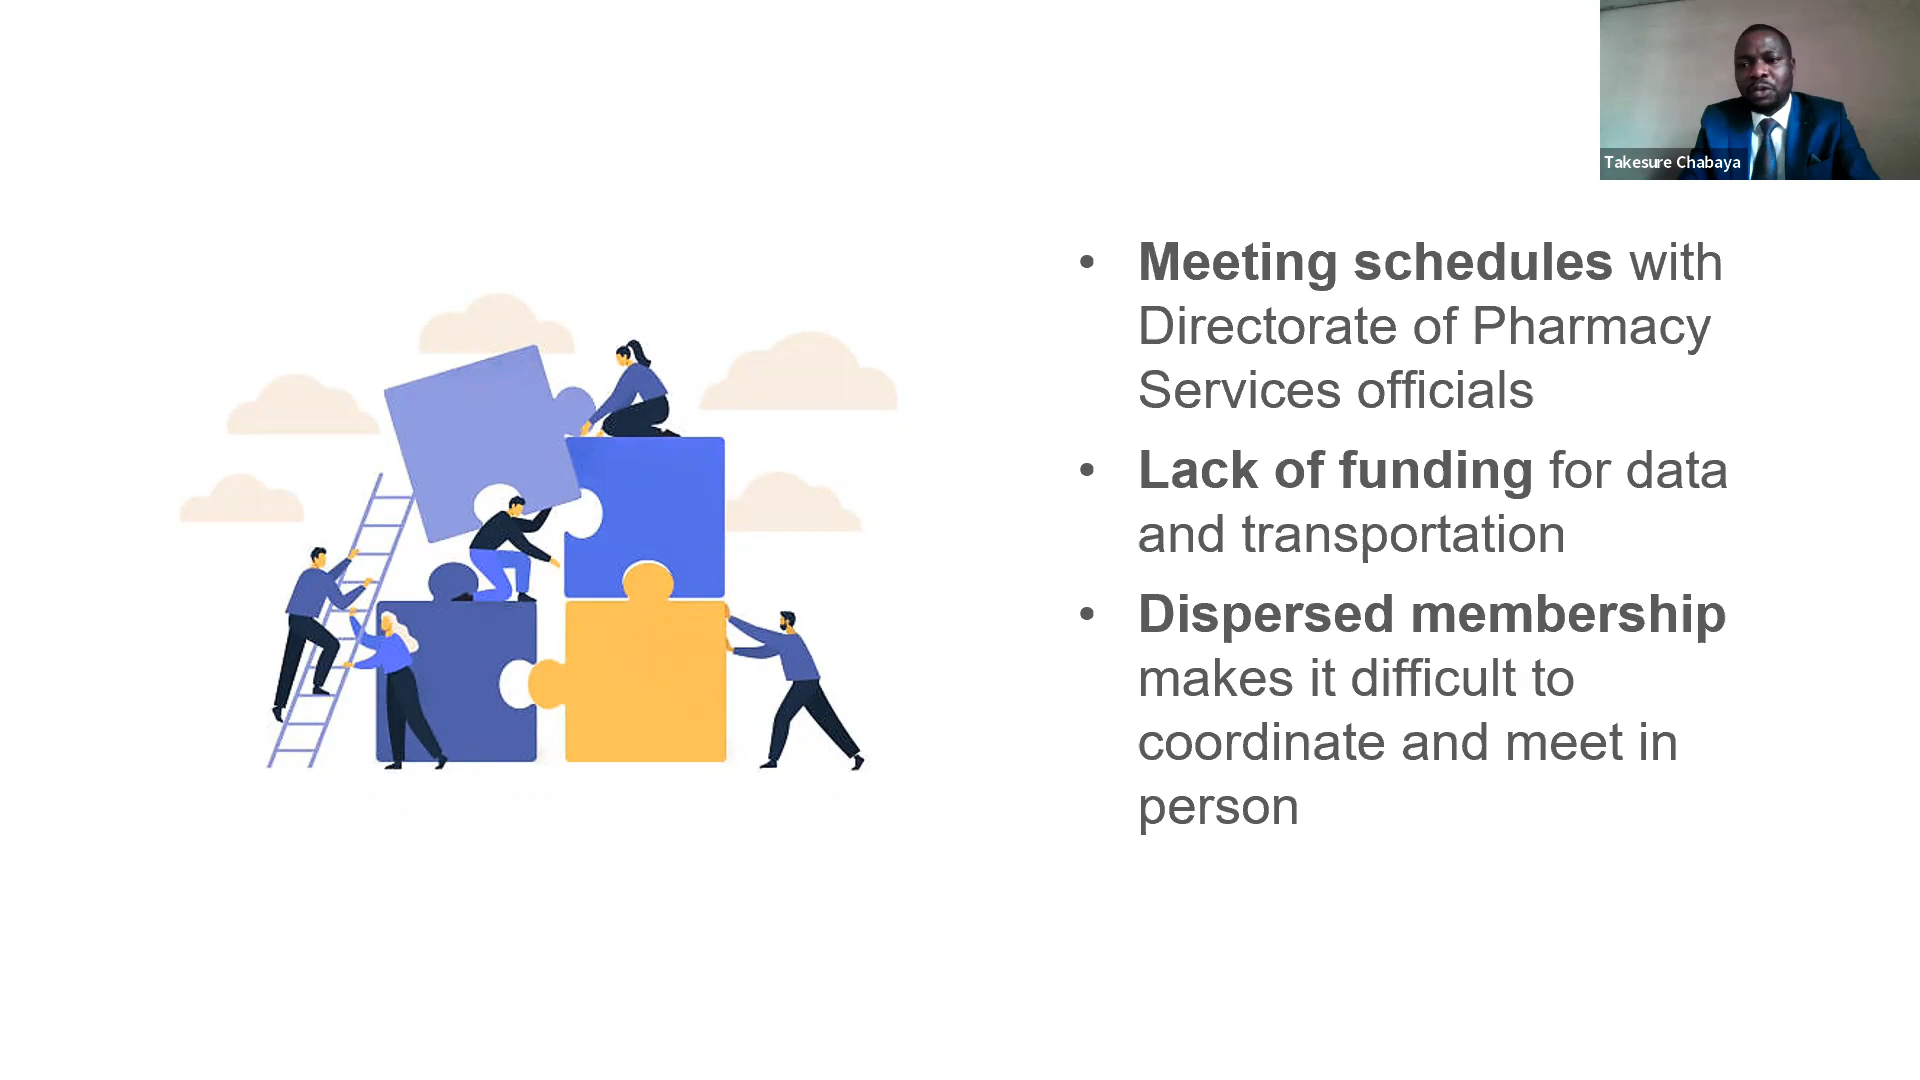 Takesure Chabaya
• Meeting schedules with
Directorate of Pharmacy
Services officials
• Lack of funding for data
and transportation
• Dispersed membership
makes it difficult to
coordinate and meet in
person